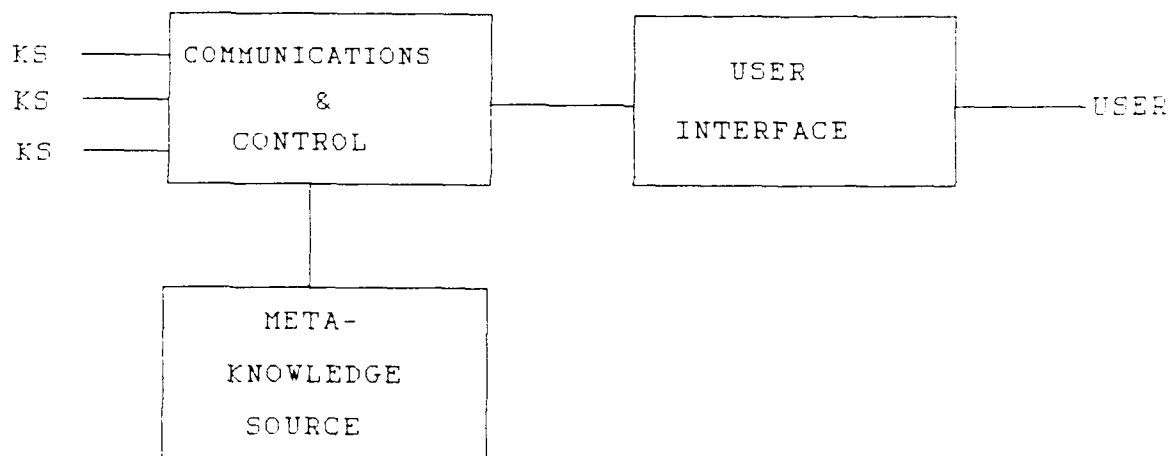 KS
KS
KS
COMMUNICATIONS
&
CONTROL
USER
INTERFACE
USER
META-
KNOWLEDGE
SOURCE